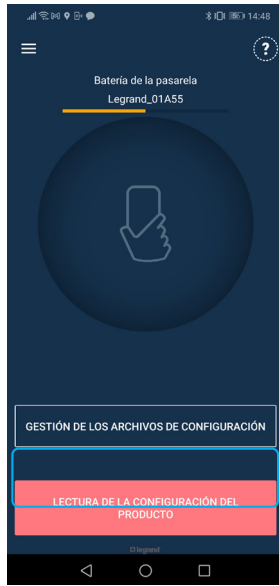 14:48
?
Batería de la pasarela
Legrand_01A55
GESTIÓN DE LOS ARCHIVOS DE CONFIGURACIÓN
LECTURA DE LA CONFIGURACIÓN DEL
PRODUCTO
legrand